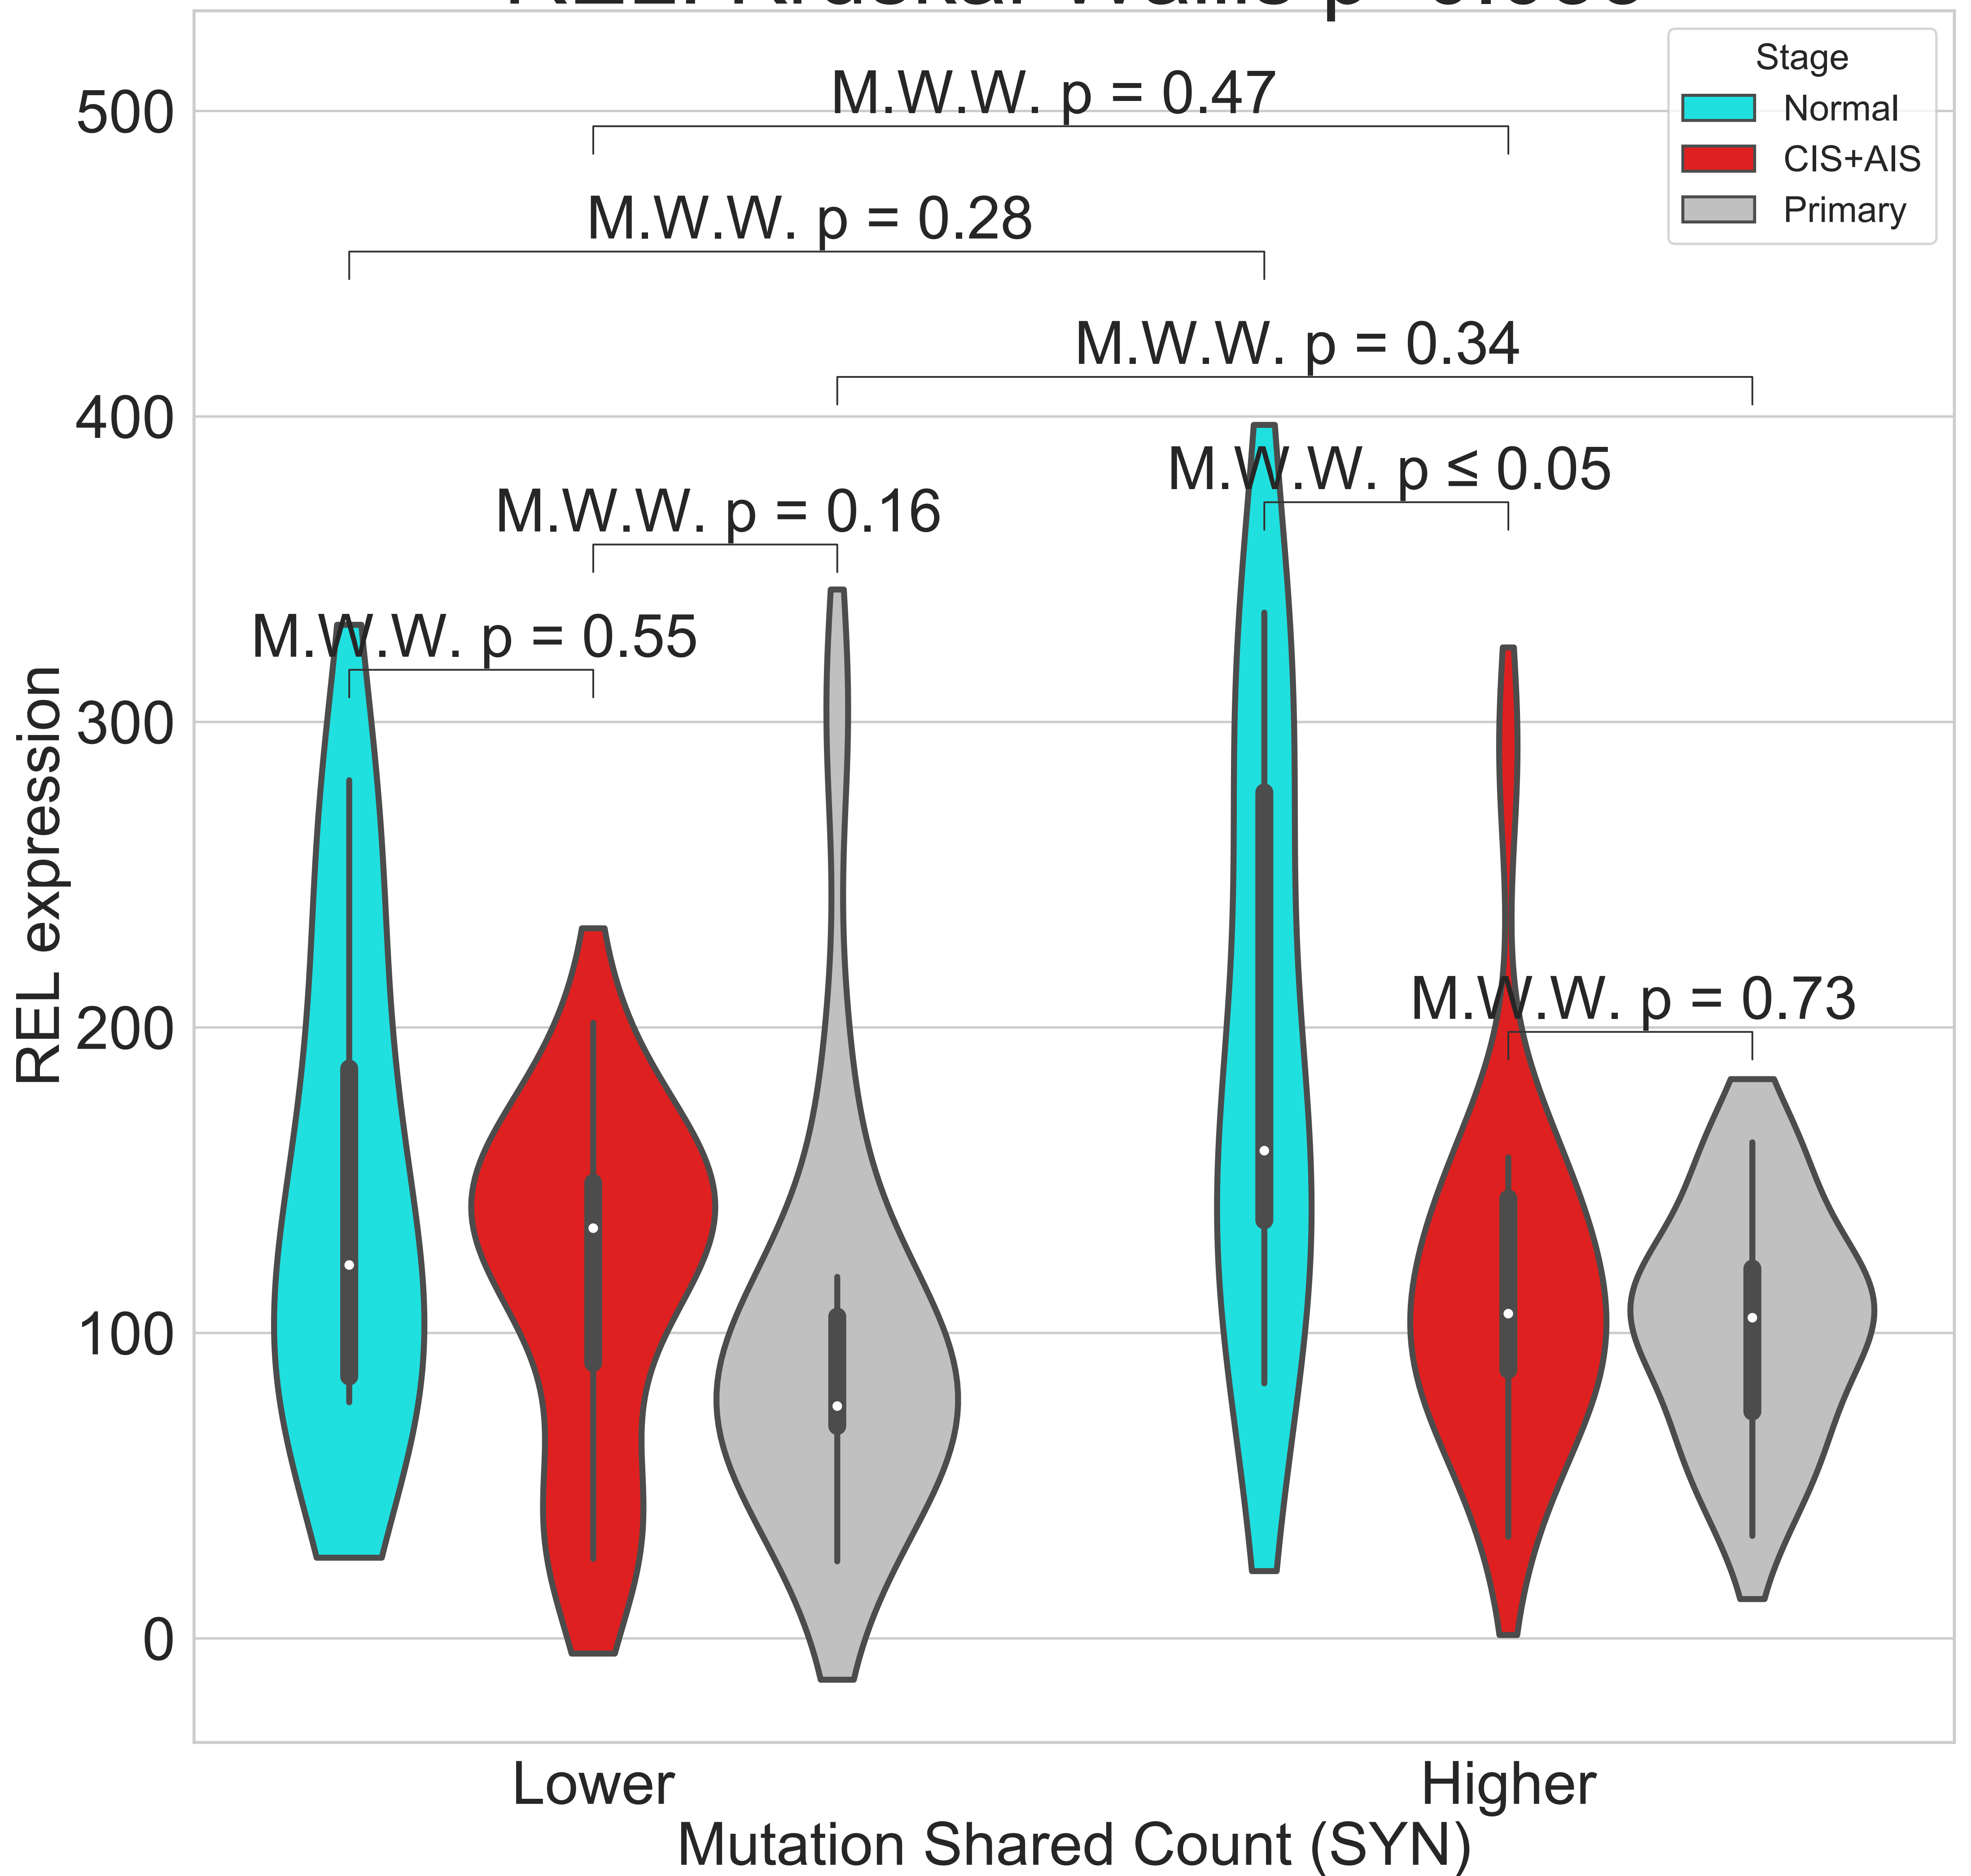 Stage
Normal
CIS+AIS
Primary
M.W.W. p = 0.47
M.W.W. p = 0.28
M.W.W. p = 0.34
M.W.W. p ≤ 0.05
M.W.W. p = 0.16
M.W.W. p = 0.55
M.W.W. p = 0.73
REL expression
500
400
300
200
100
0
Lower
Higher
Mutation Shared Count (SYN)